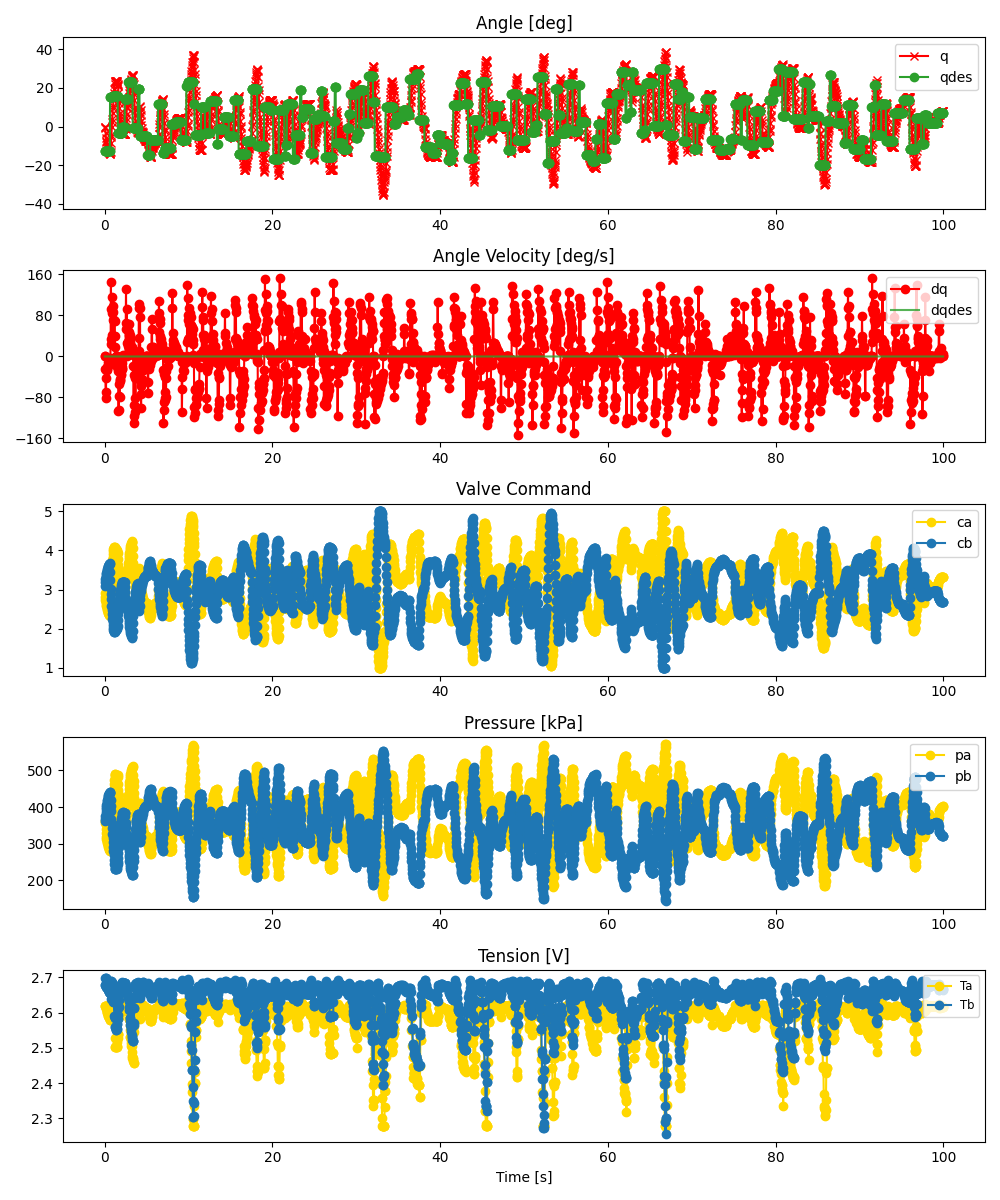 Angle [deg]
40
20
0
−20
−40
q
qdes
0 20 40 60 80 100
Angle Velocity [deg/s]
160
80
0
−80
−160
dq
dqdes
0 20 40 60 80 100
Valve Command
5
4
3
2
1
ca
cb
0 20 40 60 80 100
Pressure [kPa]
500
400
300
200
pa
pb
0 20 40 60 80 100
Tension [V]
2.7
2.6
2.5
2.4
2.3
Ta
Tb
0 20 40 60 80 100
Time [s]